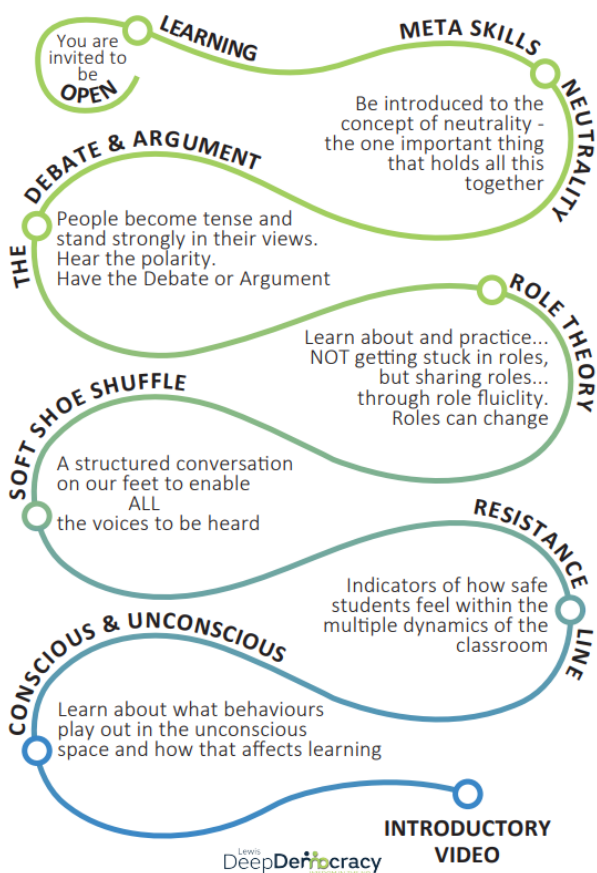 You are
invited to
be
OPEN
LEARNING
META SKILLS
NEUTRALITY
Be introduced to the
concept of neutrality -
the one important thing
that holds all this
together
THE DEBATE & ARGUMENT
People become tense and
stand strongly in their views.
Hear the polarity.
Have the Debate or Argument
ROLE THEORY
Learn about and practice...
NOT getting stuck in roles,
but sharing roles...
through role fluiclity.
Roles can change
SOFT SHOE SHUFFLE
A structured conversation
on our feet to enable
ALL
the voices to be heard
RESISTANCE LINE
Indicators of how safe
students feel within the
multiple dynamics of the
classroom
CONSCIOUS & UNCONSCIOUS
Learn about what behaviours
play out in the unconscious
space and how that affects learning
INTRODUCTORY
VIDEO
Lewis
DeepDemocracy